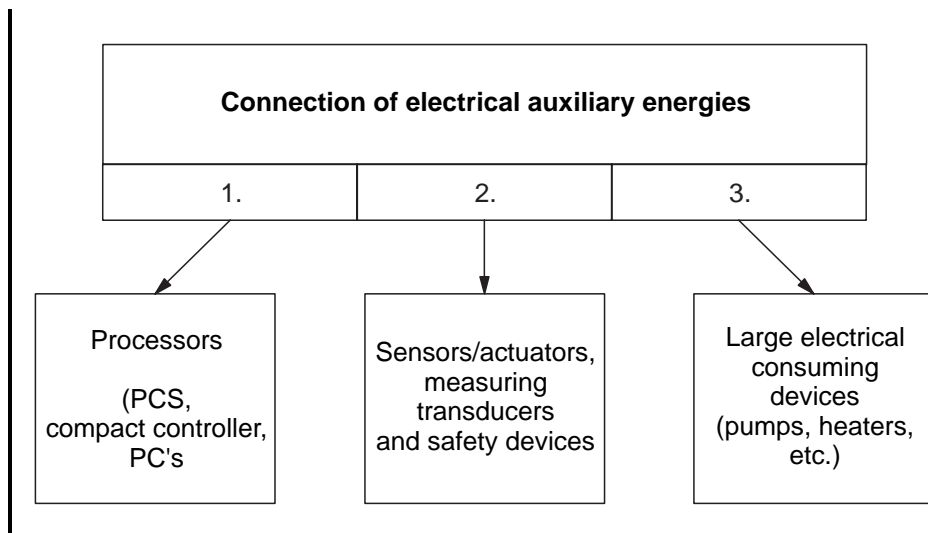 Connection of electrical auxiliary energies
1.
2.
3.
Processors
(PCS,
compact controller,
PC's
Sensors/actuators,
measuring
transducers
and safety devices
Large electrical
consuming
devices
(pumps, heaters,
etc.)